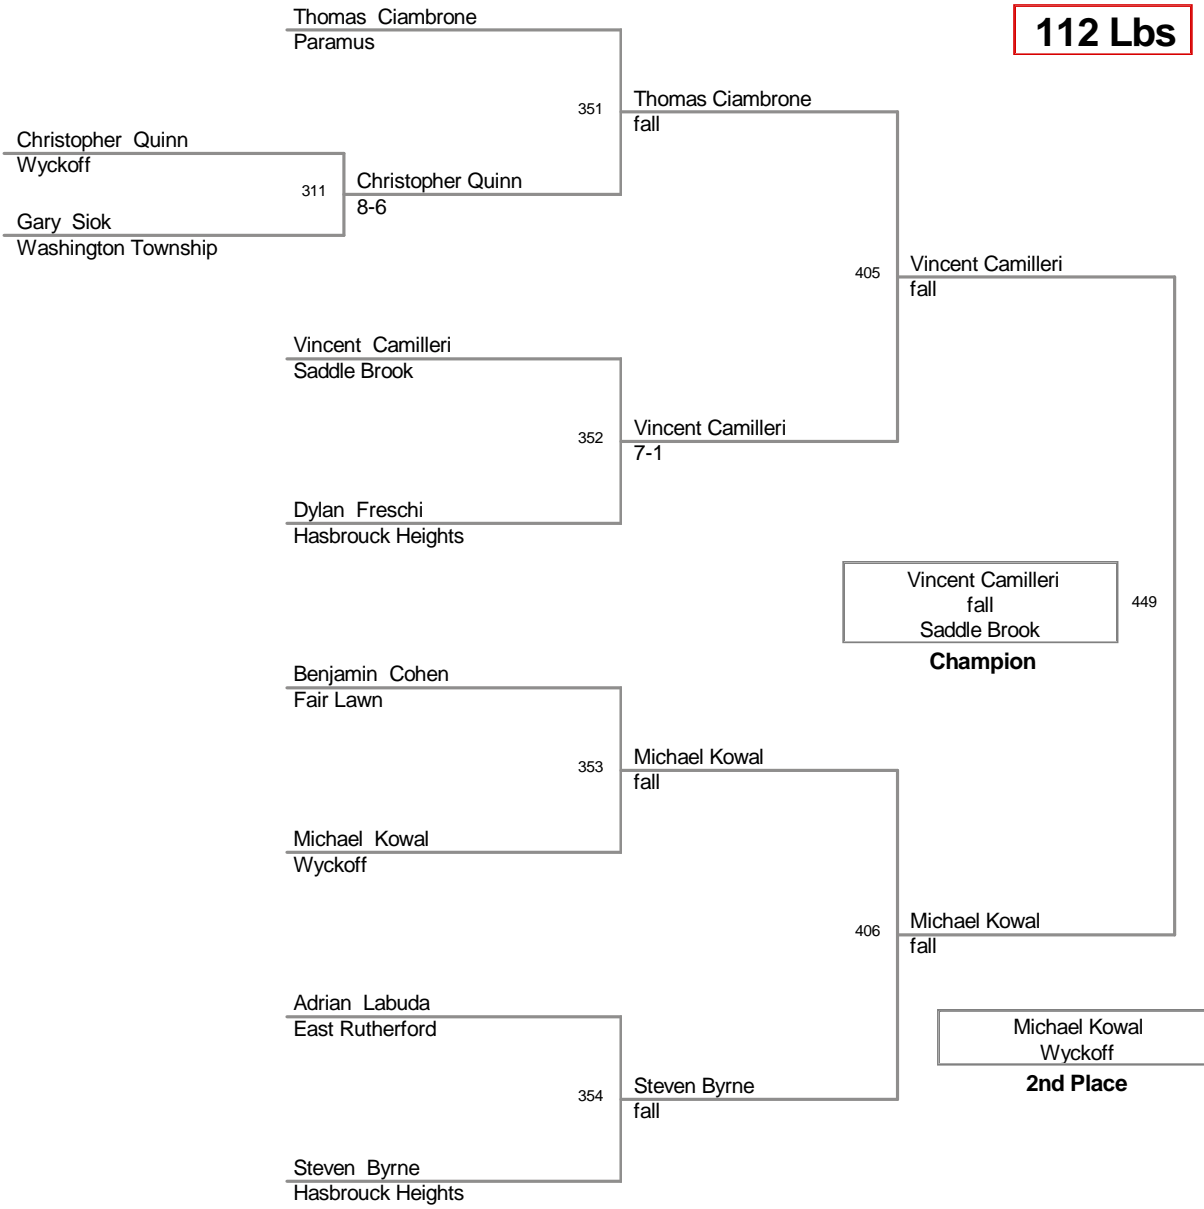 112 Lbs
Thomas  Ciambrone
Paramus
351
Thomas Ciambrone
fall
Christopher  Quinn
Wyckoff
311
Christopher Quinn
8-6
Gary  Siok
Washington Township
405
Vincent Camilleri
fall
Vincent  Camilleri
Saddle Brook
352
Vincent Camilleri
7-1
Dylan  Freschi
Hasbrouck Heights
Vincent Camilleri
fall
Saddle Brook
449
Champion
Benjamin  Cohen
Fair Lawn
353
Michael Kowal
fall
Michael  Kowal
Wyckoff
406
Michael Kowal
fall
Adrian  Labuda
East Rutherford
Michael Kowal
Wyckoff
2nd Place
354
Steven Byrne
fall
Steven  Byrne
Hasbrouck Heights